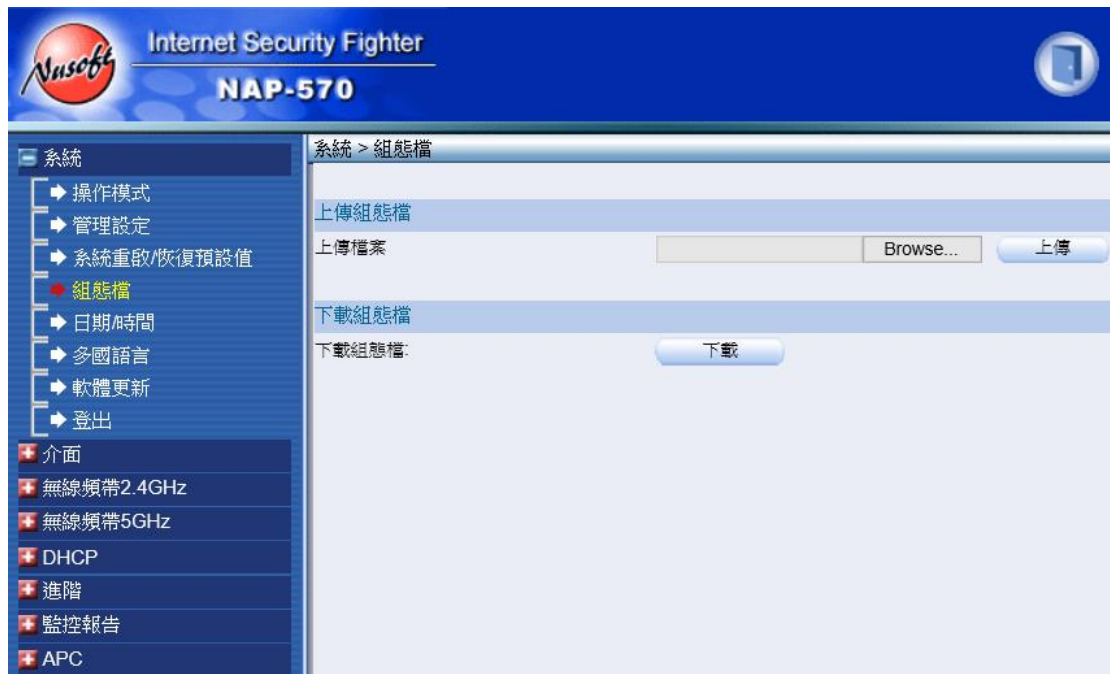 Nusoft
Internet Security Fighter
NAP-570
系統
操作模式
管理設定
系統重啟/恢復預設值
組態檔
日期/時間
多國語言
軟體更新
登出
介面
無線頻帶2.4GHz
無線頻帶5GHz
DHCP
進階
監控報告
APC
系統 > 組態檔
上傳組態檔
上傳檔案 Browse... 上傳
下載組態檔
下載組態檔: 下載